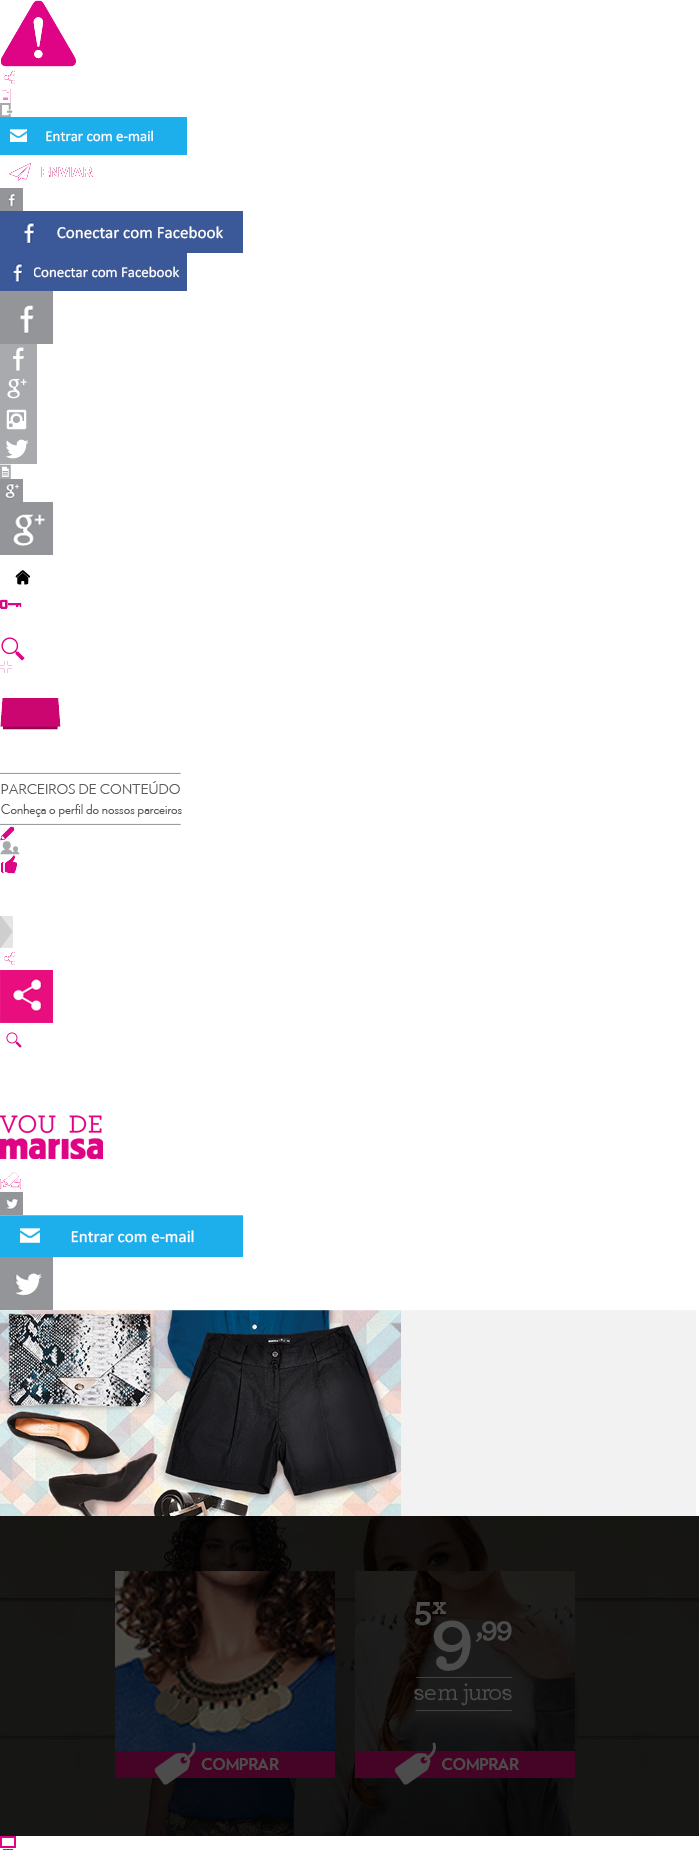 Entrar com e-mail
ENVIAR
Conectar com Facebook
Conectar com Facebook
g+
g+
g+
PARCEIROS DE CONTEÚDO
Conheça o perfil do nossos parceiros
VOU DE
marisa
Entrar com e-mail
5x
9,99
sem juros
COMPRAR
COMPRAR